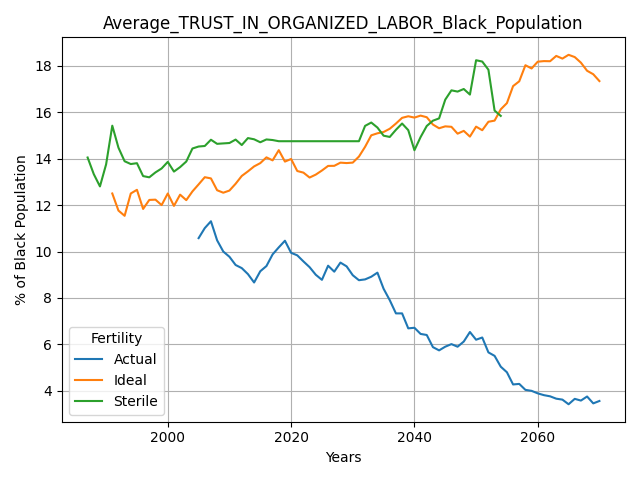 Average_TRUST_IN_ORGANIZED_LABOR_Black_Population
% of Black Population
18
16
14
12
10
8
6
4
Fertility
Actual
Ideal
Sterile
2000
2020
2040
2060
Years